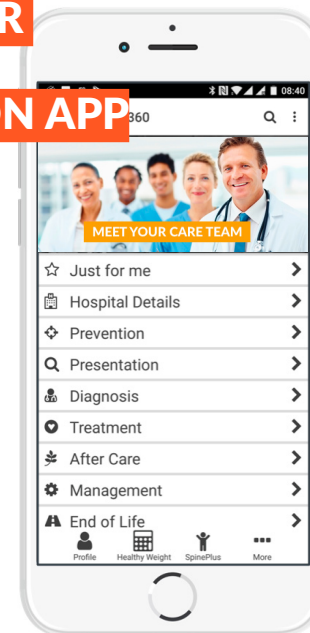 R
N APP
08:40
360
MEET YOUR CARE TEAM
Just for me
Hospital Details
Prevention
Presentation
Diagnosis
Treatment
After Care
Management
End of Life
Profile
Healthy Weight
SpinePlus
More